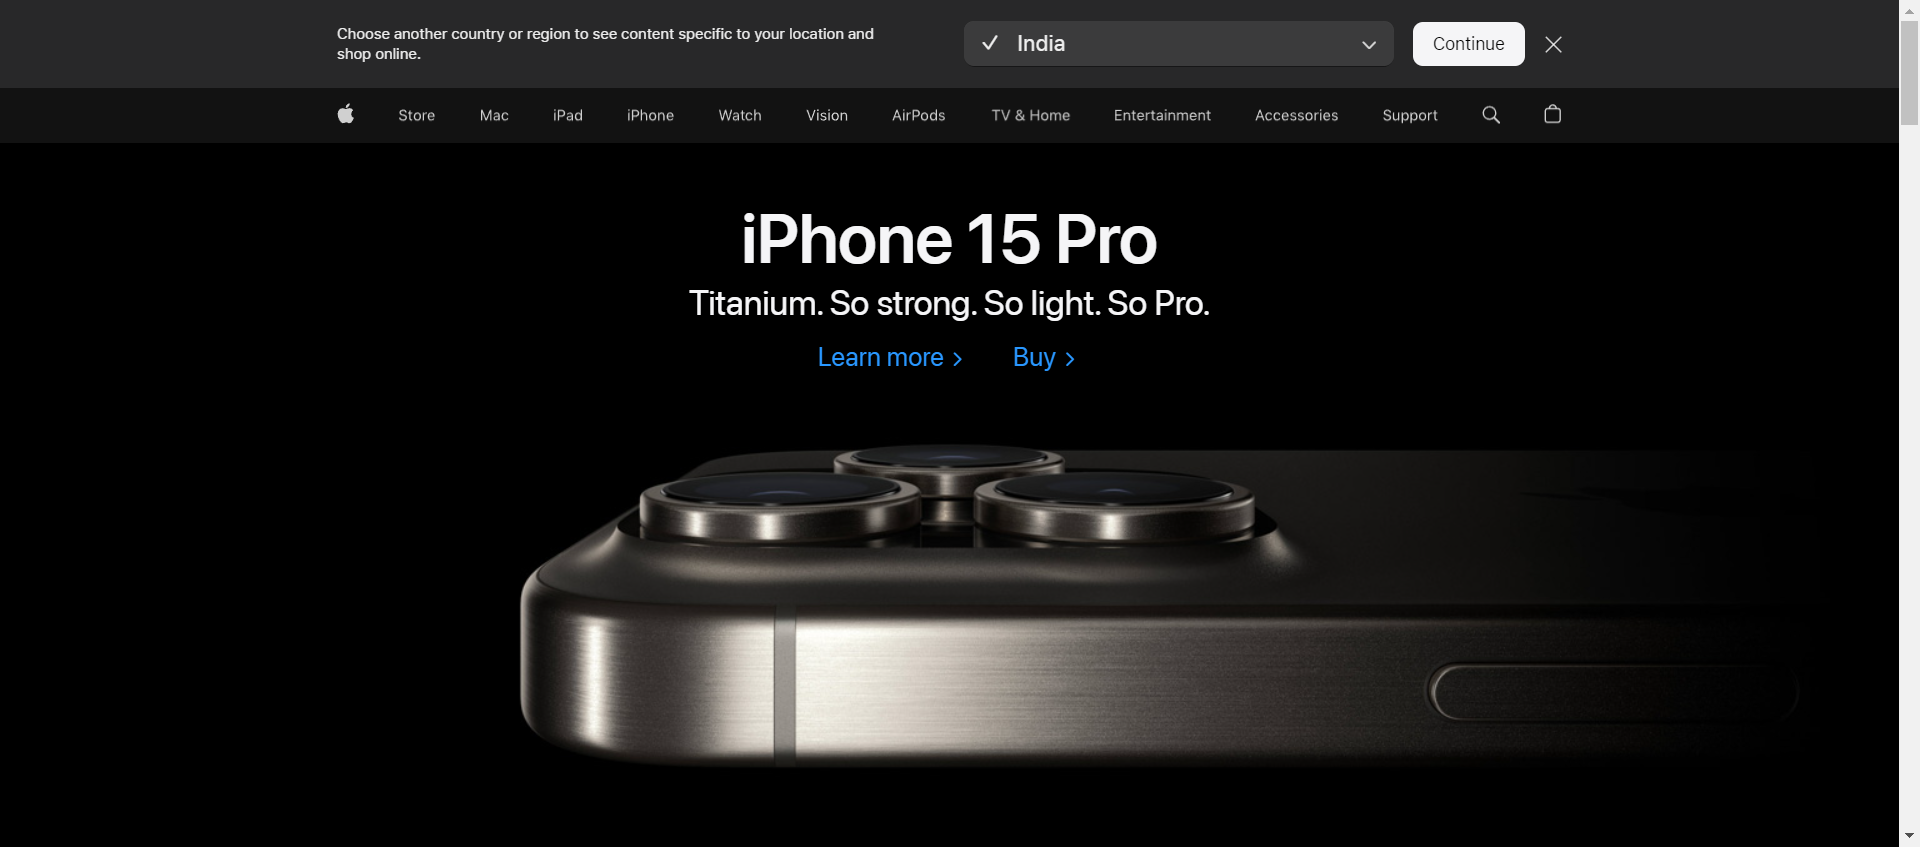 Choose another country or region to see content specific to your location and
shop online.
India
Continue
Store
Mac
iPad
iPhone
Watch
Vision
AirPods
TV & Home
Entertainment
Accessories
Support
iPhone 15 Pro
Titanium. So strong. So light. So Pro.
Learn more
Buy